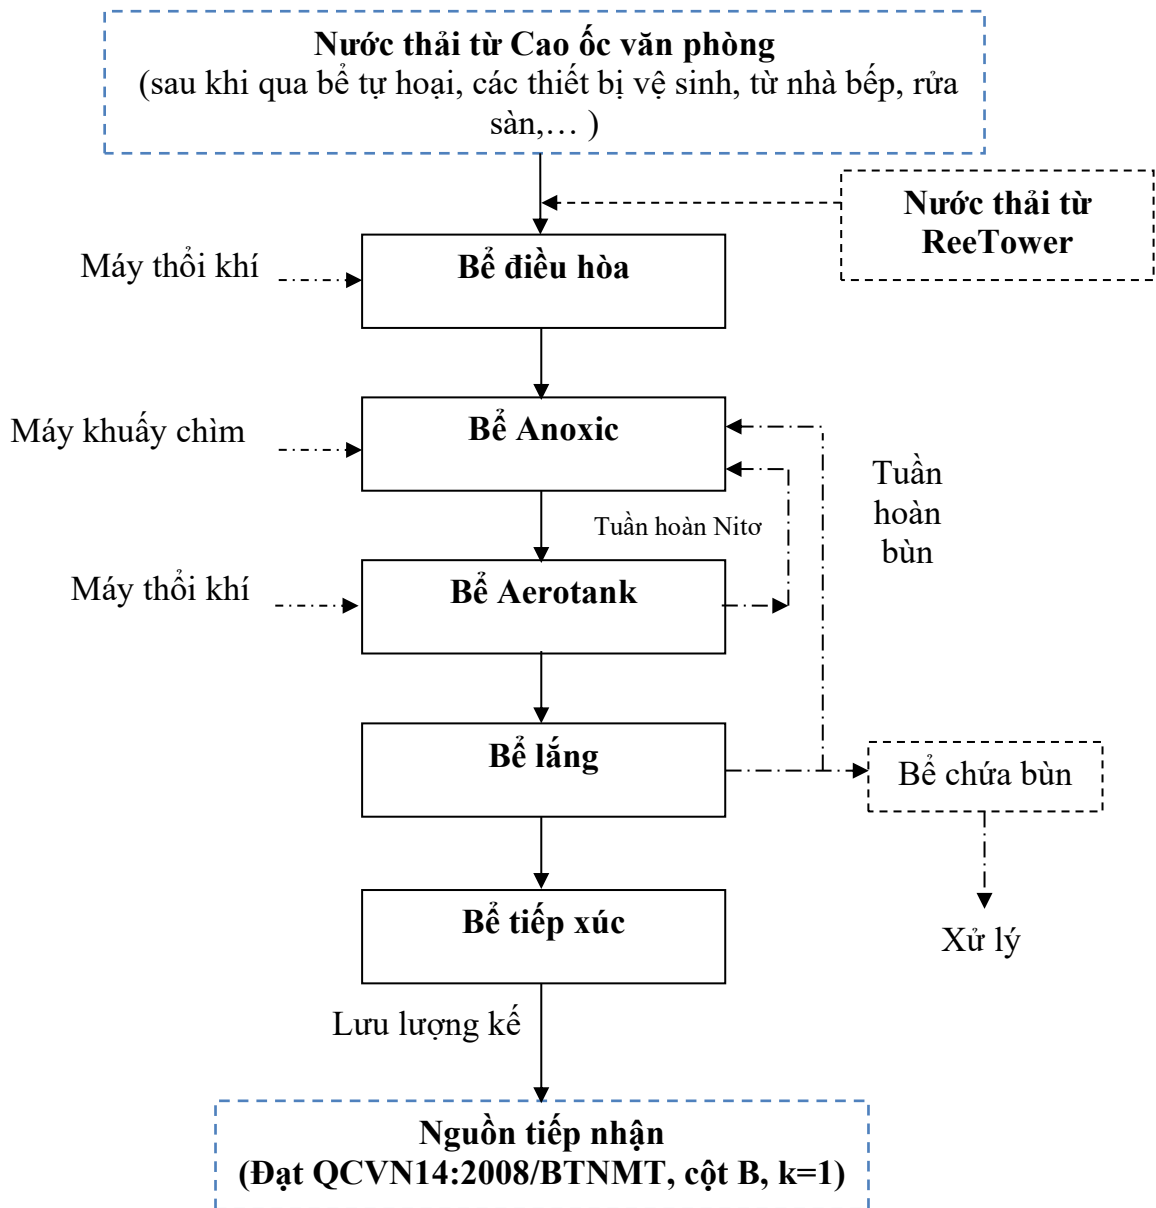 Nước thải từ Cao ốc văn phòng
(sau khi qua bể tự hoại, các thiết bị vệ sinh, từ nhà bếp, rửa
sàn,… )
Nước thải từ
ReeTower
Máy thổi khí
Bể điều hòa
Máy khuấy chìm
Bể Anoxic
Tuần
hoàn
bùn
Tuần hoàn Nitơ
Máy thổi khí
Bể Aerotank
Bể lắng
Bể chứa bùn
Bể tiếp xúc
Xử lý
Lưu lượng kế
Nguồn tiếp nhận
(Đạt QCVN14:2008/BTNMT, cột B, k=1)